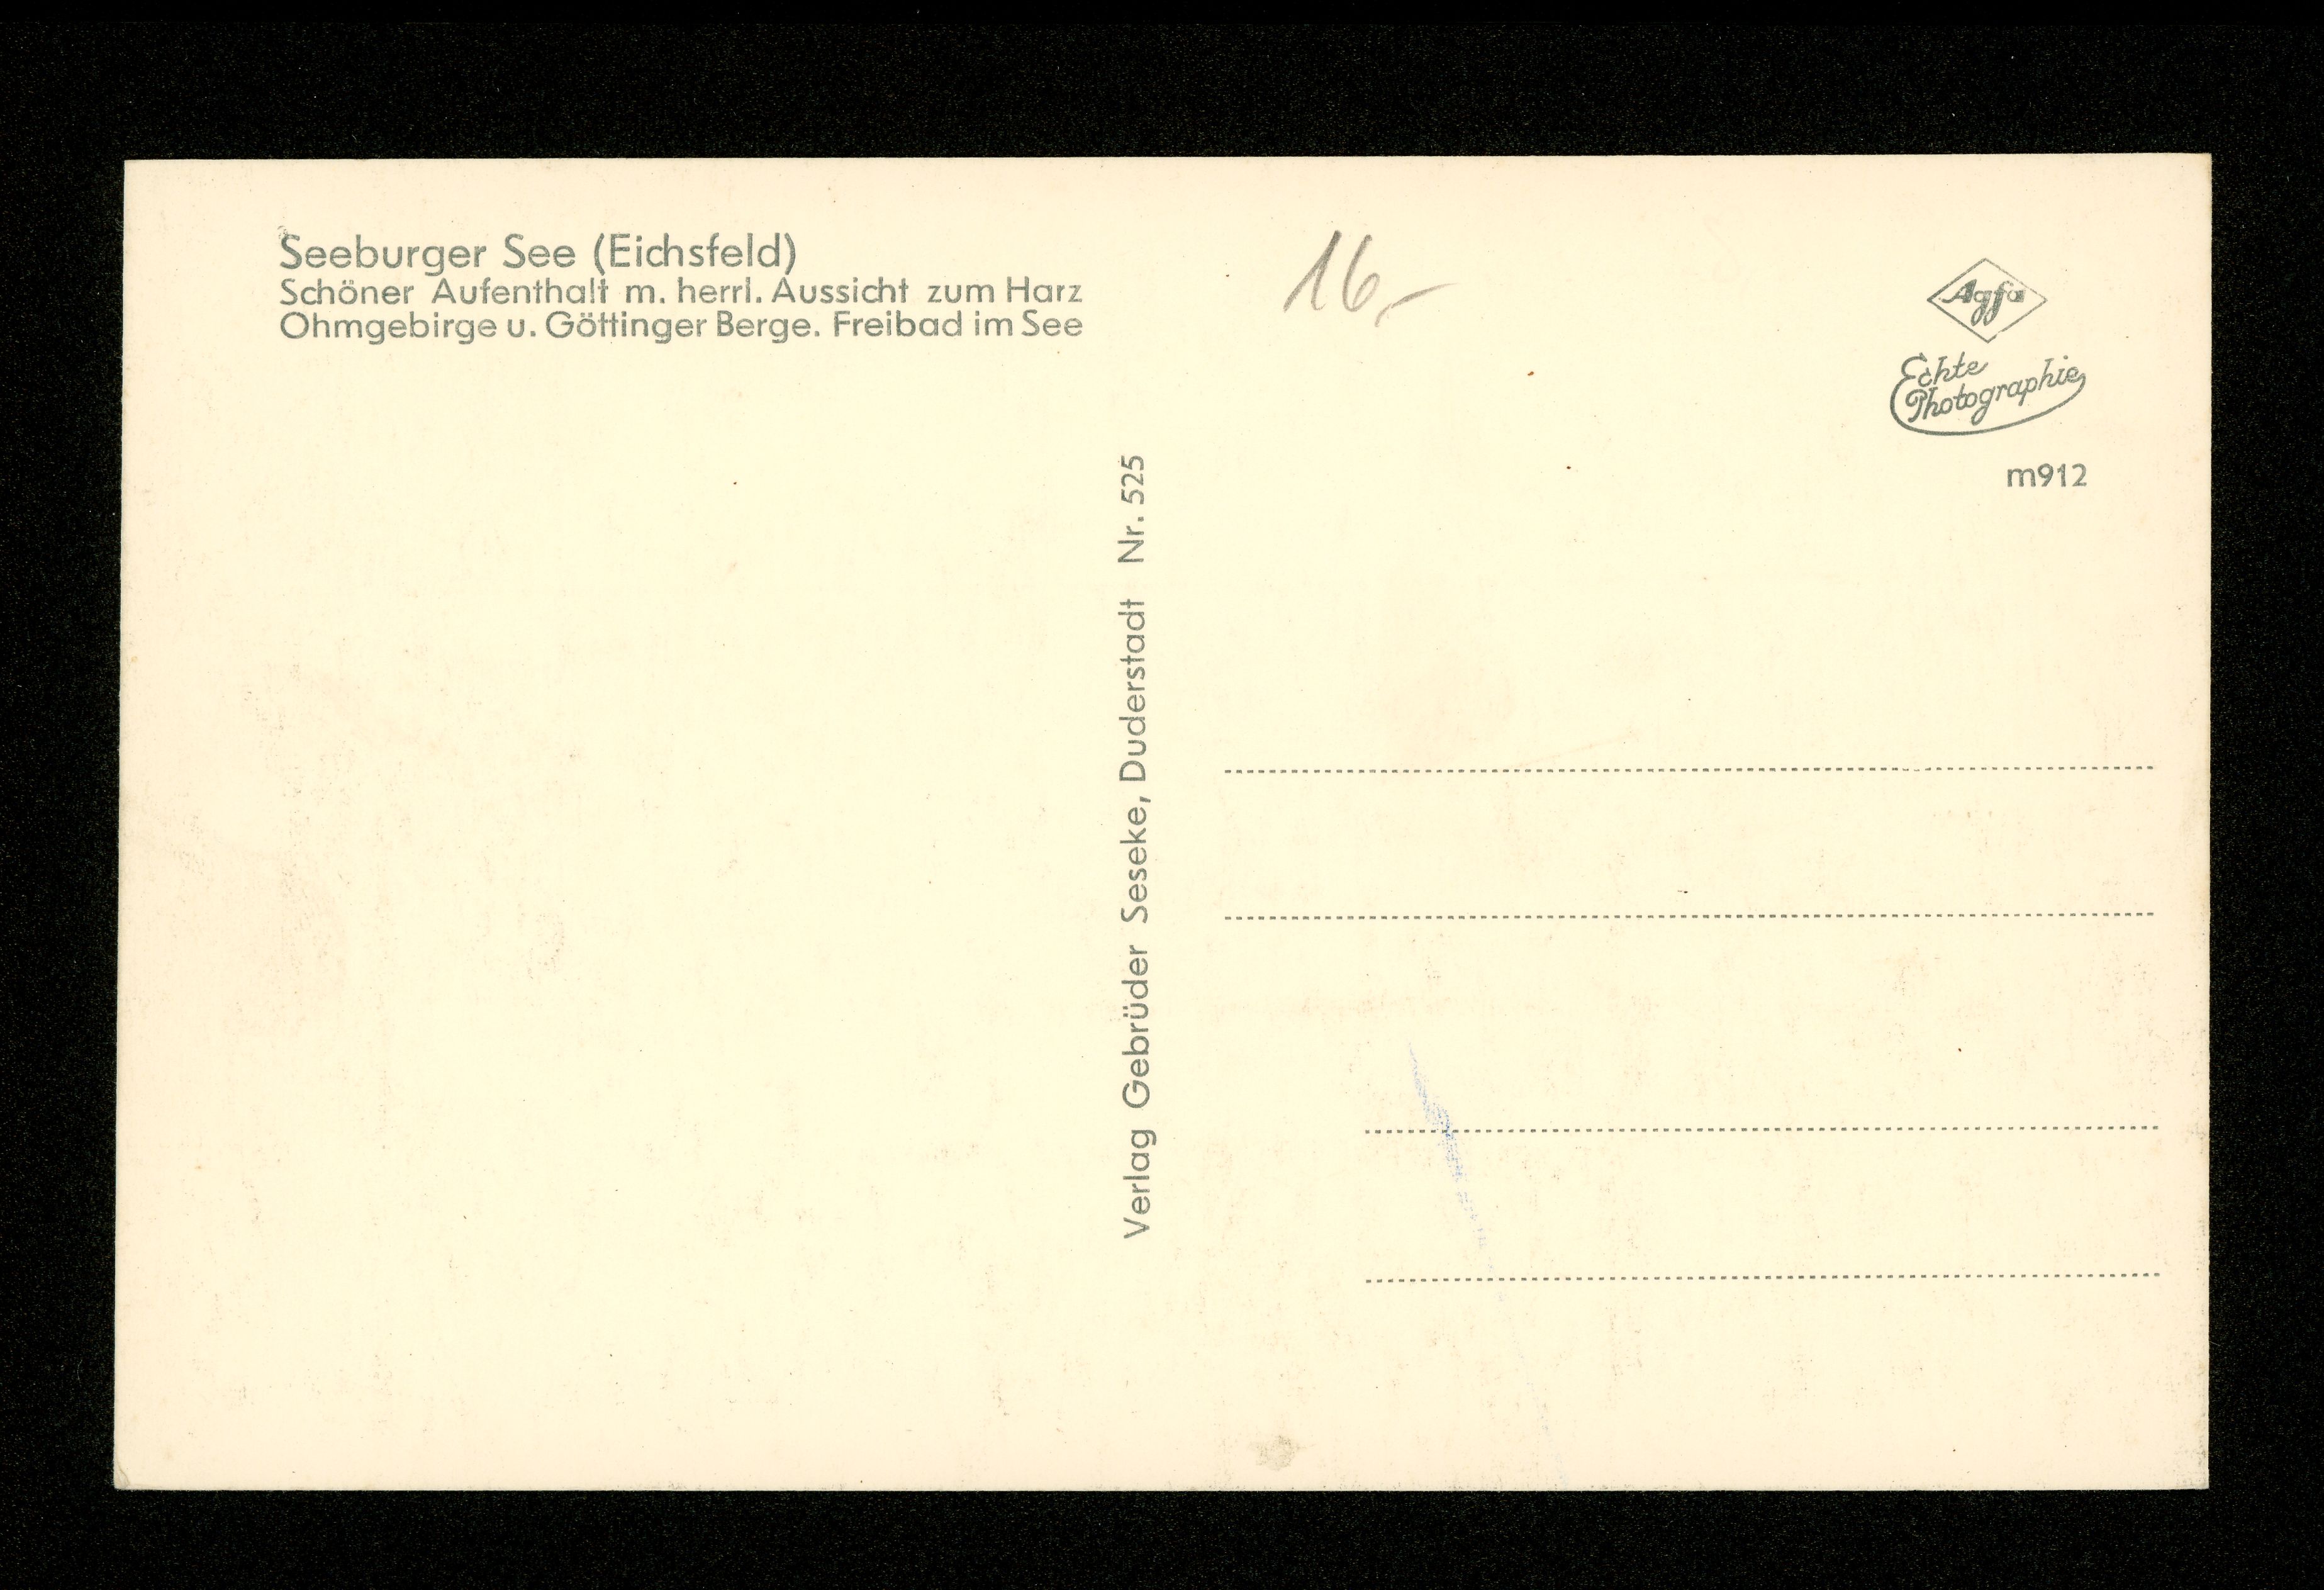 Seeburger See (Eichsfeld)
Schöner Aufenthalt m. herrl. Aussicht zum Harz
Ohmgebirge u. Göttinger Berge. Freibad im See
Verlag Gebrüder Seseke, Duderstadt Nr. 525
16,-
Agfa
Echte
Photographie
m912